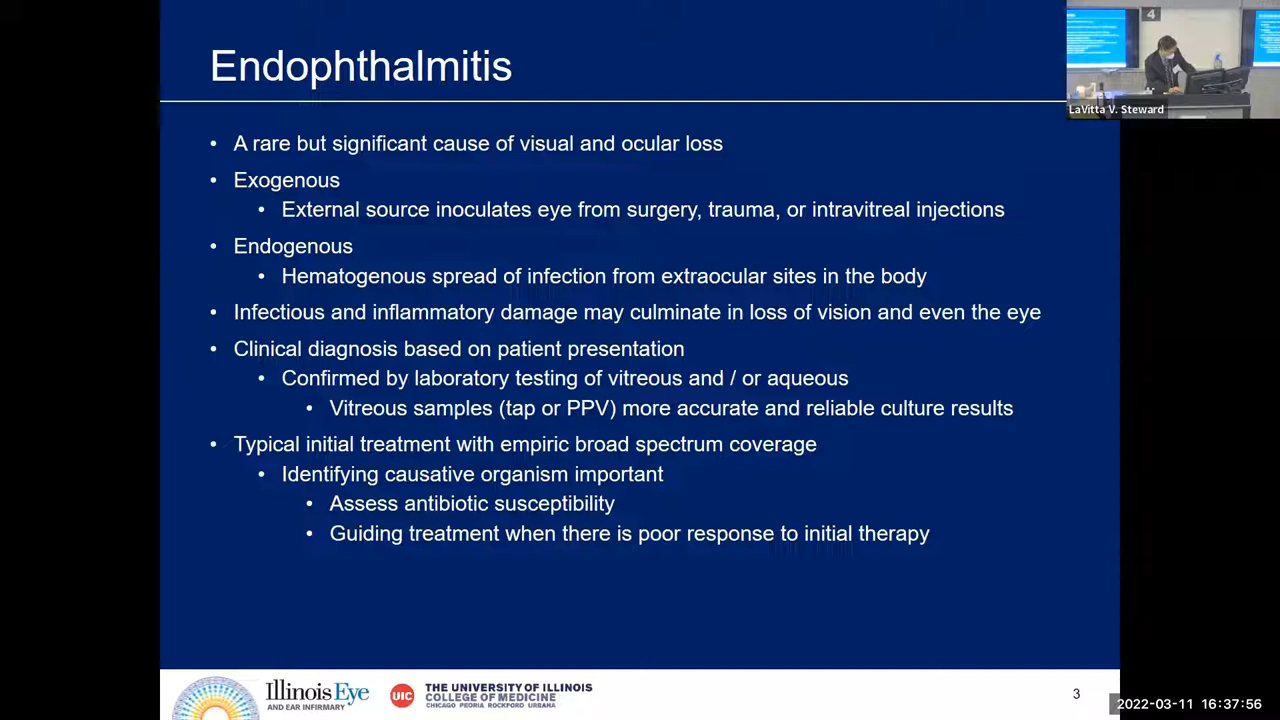 Endophthalmitis
4
LaVitta V. Steward
• A rare but significant cause of visual and ocular loss
• Exogenous
• External source inoculates eye from surgery, trauma, or intravitreal injections
• Endogenous
• Hematogenous spread of infection from extraocular sites in the body
• Infectious and inflammatory damage may culminate in loss of vision and even the eye
• Clinical diagnosis based on patient presentation
• Confirmed by laboratory testing of vitreous and / or aqueous
• Vitreous samples (tap or PPV) more accurate and reliable culture results
• Typical initial treatment with empiric broad spectrum coverage
• Identifying causative organism important
• Assess antibiotic susceptibility
• Guiding treatment when there is poor response to initial therapy
Illinois Eye
AND EAR INFIRMARY
UIC
THE UNIVERSITY OF ILLINOIS
COLLEGE OF MEDICINE
CHICAGO PEORIA ROCKFORD URBANA
3
2022-03-11 16:37:56